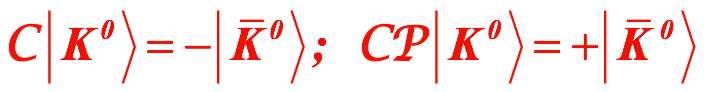 C|K⁰⟩ = −|K̅⁰⟩; CP|K⁰⟩ = +|K̅⁰⟩